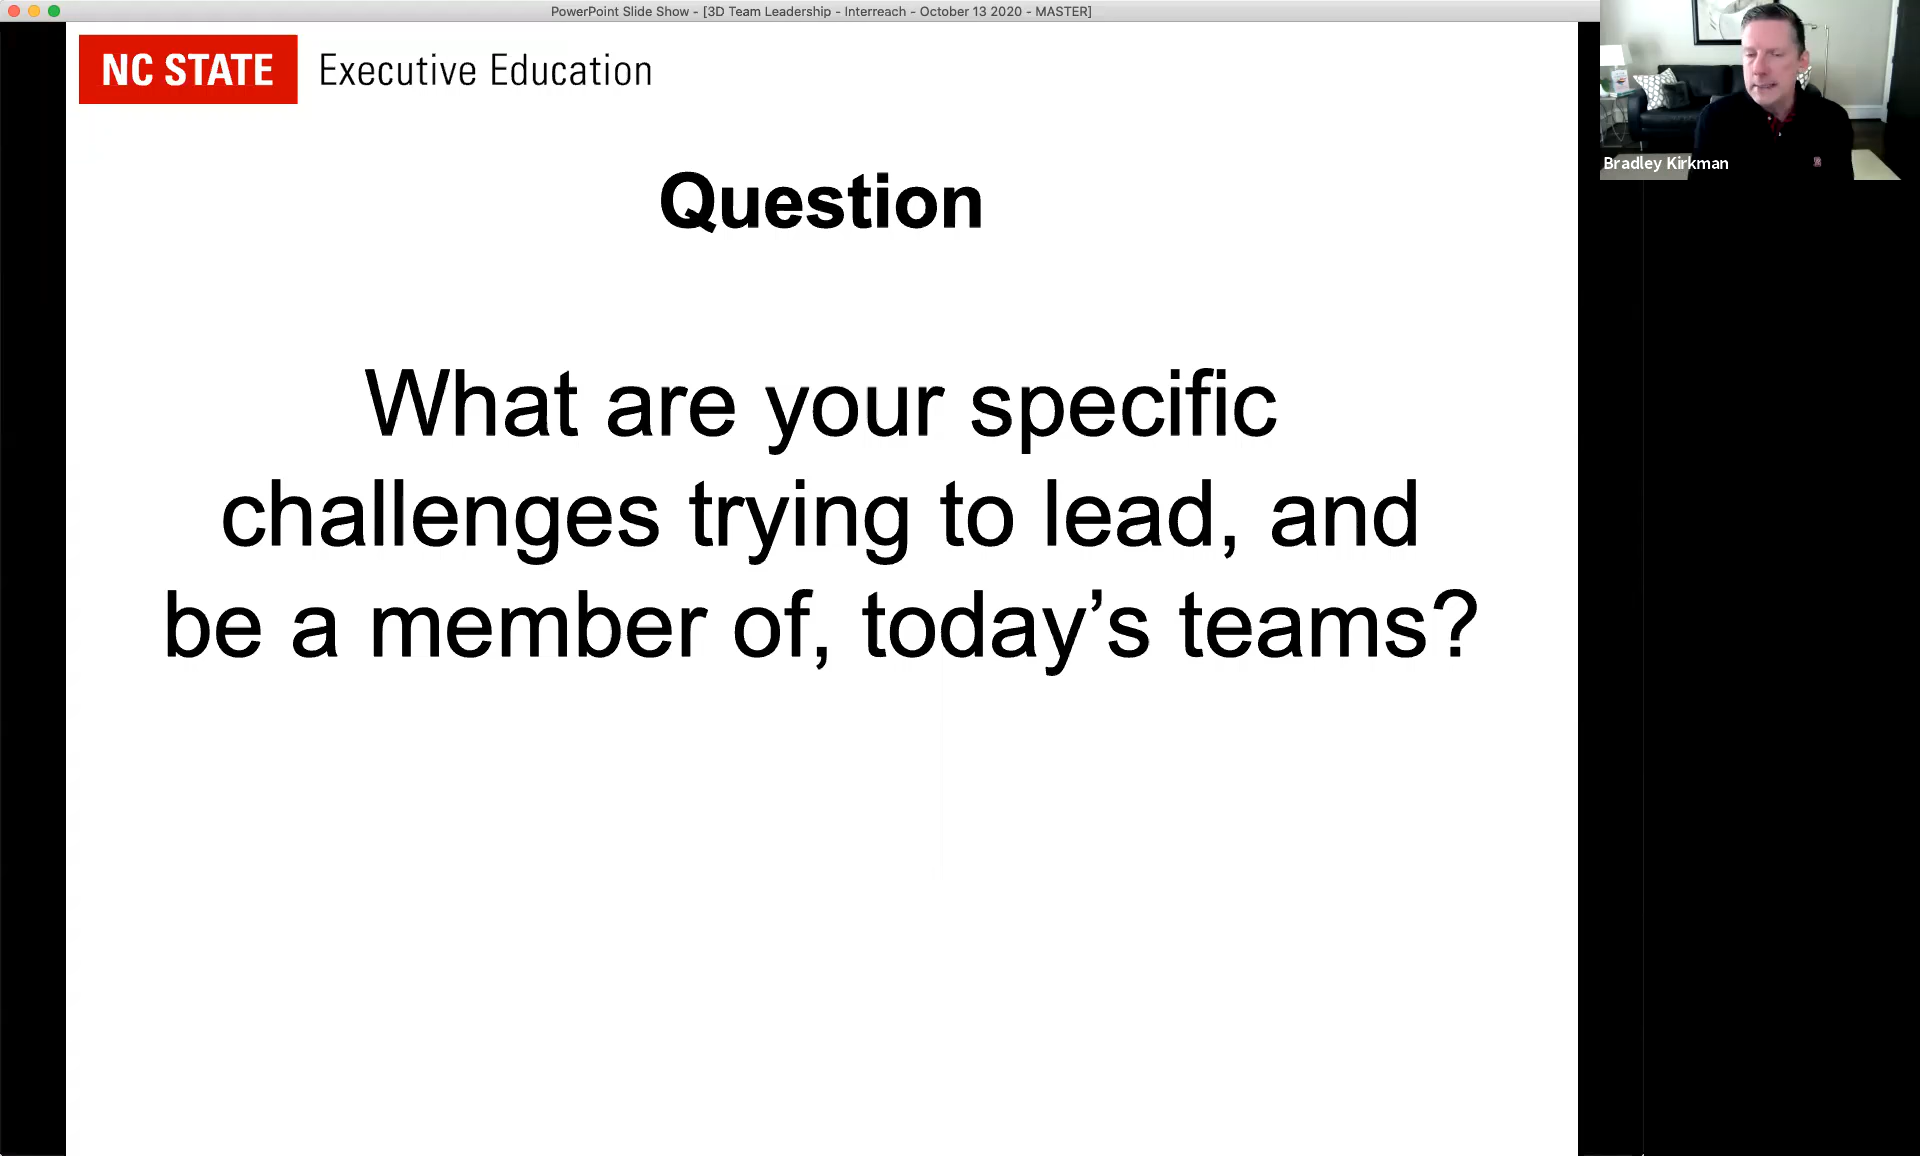 PowerPoint Slide Show - [3D Team Leadership - Interreach - October 13 2020 - MASTER]
NC STATE Executive Education
Bradley Kirkman
Question
What are your specific
challenges trying to lead, and
be a member of, today’s teams?